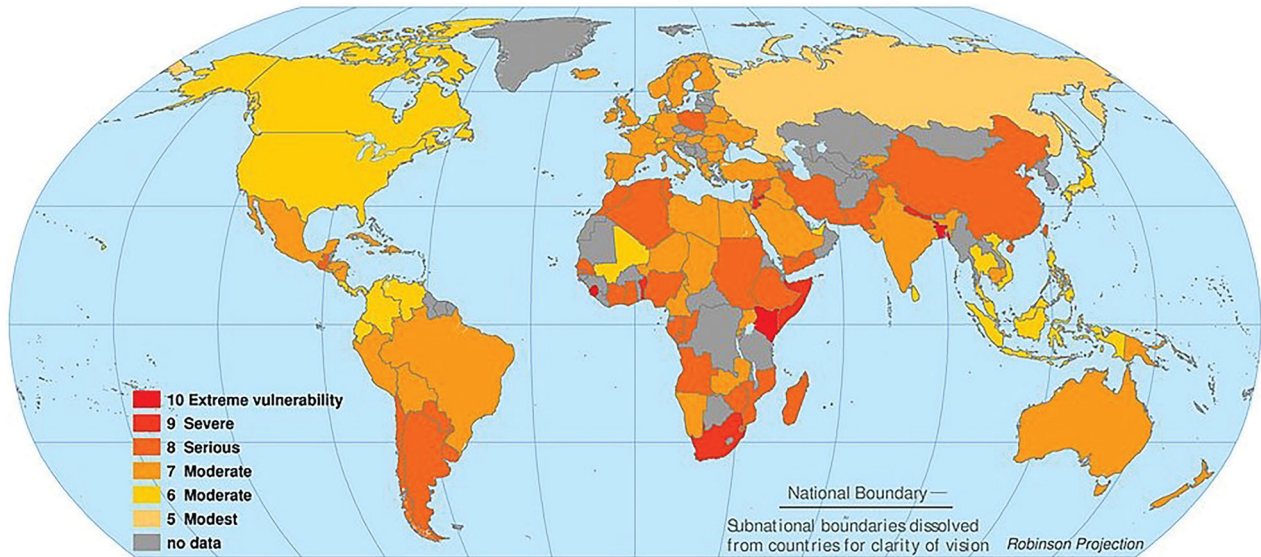 10 Extreme vulnerability
9 Severe
8 Serious
7 Moderate
6 Moderate
5 Modest
no data
National Boundary —
Subnational boundaries dissolved
from countries for clarity of vision
Robinson Projection